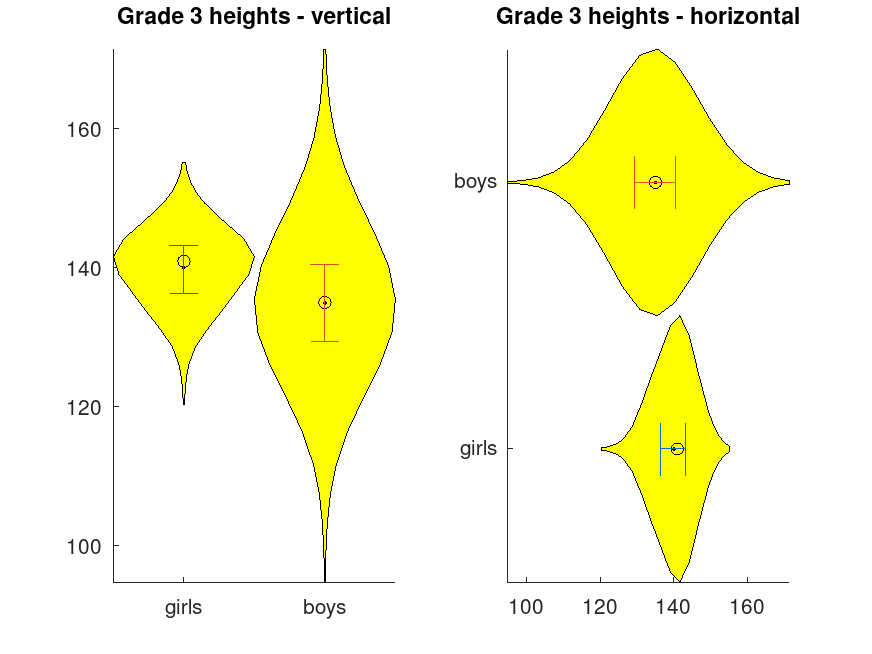 Grade 3 heights - vertical
160
140
120
100
girls
boys
Grade 3 heights - horizontal
boys
girls
100
120
140
160